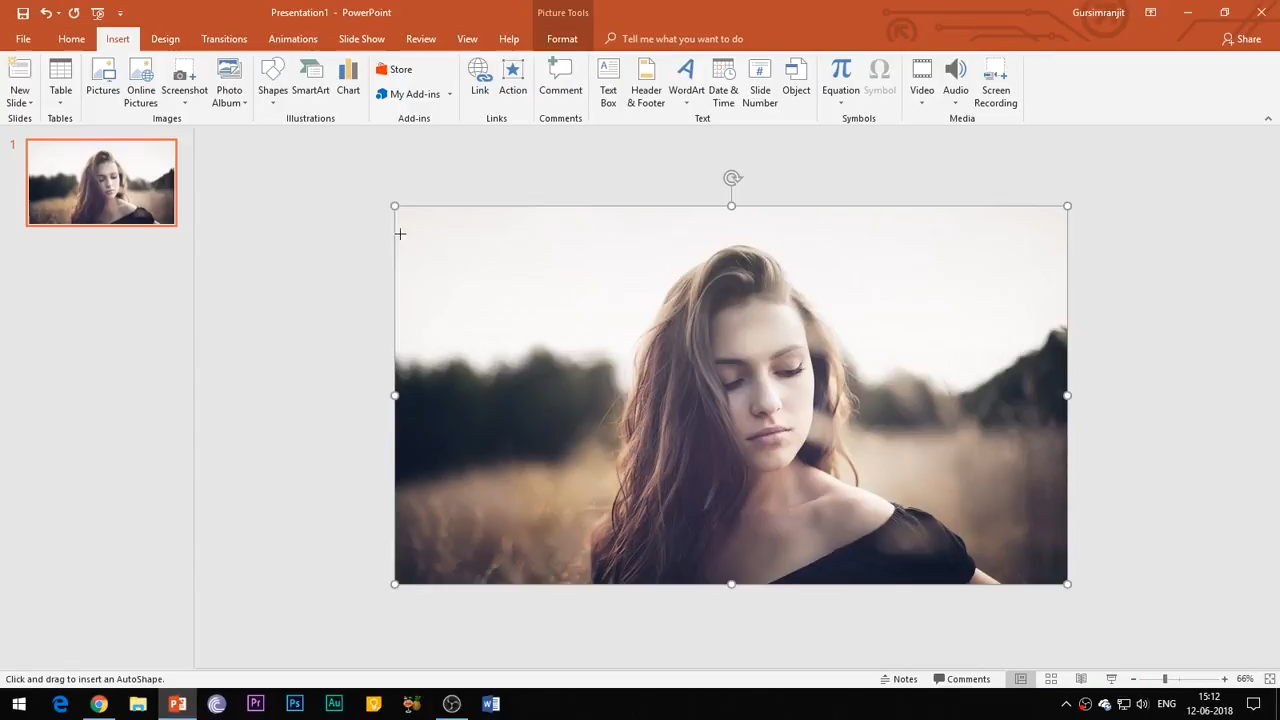 Presentation1 - PowerPoint
Picture Tools
Gursimranjit
File
Home
Insert
Design
Transitions
Animations
Slide Show
Review
View
Help
Format
Tell me what you want to do
Share
New Slide
Table
Pictures
Online Pictures
Screenshot
Photo Album
Shapes
SmartArt
Chart
Store
My Add-ins
Link
Action
Comment
Text Box
Header & Footer
WordArt
Date & Time
Slide Number
Object
π
Equation
Ω
Symbol
Video
Audio
Screen Recording
Slides
Tables
Images
Illustrations
Add-ins
Links
Comments
Text
Symbols
Media
1
Click and drag to insert an AutoShape.
Notes
Comments
66%
Pr
Ps
Au
ENG
15:12
12-06-2018